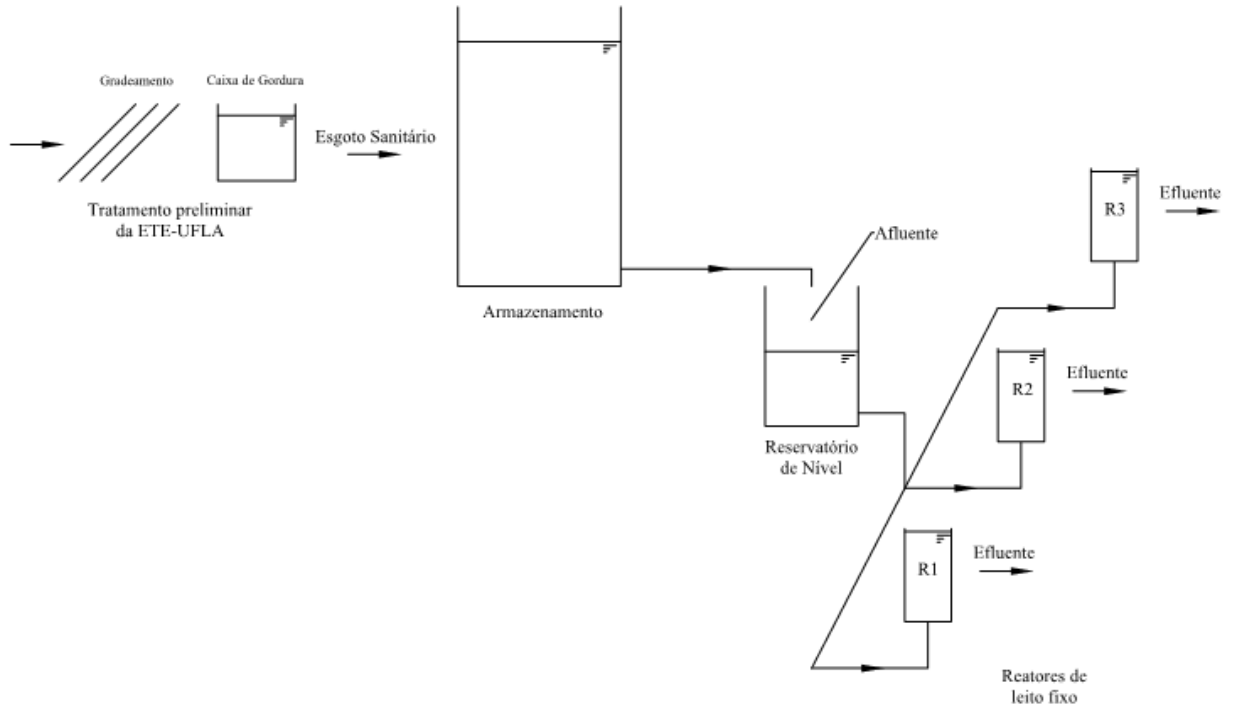 Gradeamento
Caixa de Gordura
Esgoto Sanitário
Tratamento preliminar
da ETE-UFLA
Armazenamento
Afluente
Reservatório
de Nível
R3
Efluente
R2
Efluente
R1
Efluente
Reatores de
leito fixo